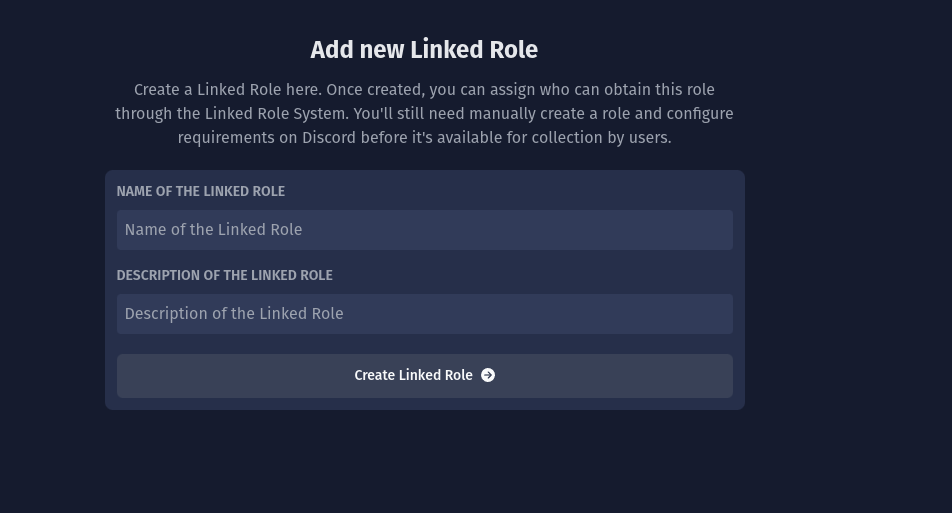 Add new Linked Role
Create a Linked Role here. Once created, you can assign who can obtain this role
through the Linked Role System. You'll still need manually create a role and configure
requirements on Discord before it's available for collection by users.
NAME OF THE LINKED ROLE
Name of the Linked Role
DESCRIPTION OF THE LINKED ROLE
Description of the Linked Role
Create Linked Role